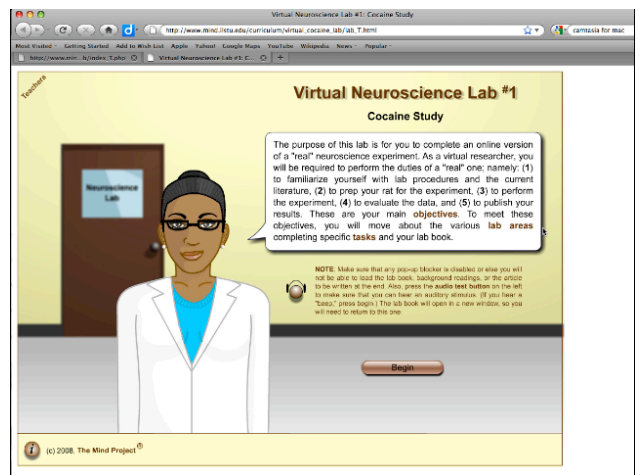 Virtual Neuroscience Lab #1: Cocaine Study
http://www.mind.ilstu.edu/curriculum/virtual_cocaine_lab/lab_T.html
camtasia for mac
Most Visited Getting Started Add to Wish List Apple Yahoo! Google Maps YouTube Wikipedia News Popular
http://www.min...b/index_T.php Virtual Neuroscience Lab #1: C...
Teachers
Virtual Neuroscience Lab #1
Cocaine Study
The purpose of this lab is for you to complete an online version
of a "real" neuroscience experiment. As a virtual researcher, you
will be required to perform the duties of a "real" one; namely: (1)
to familiarize yourself with lab procedures and the current
literature, (2) to prep your rat for the experiment, (3) to perform
the experiment, (4) to evaluate the data, and (5) to publish your
results. These are your main objectives. To meet these
objectives, you will move about the various lab areas
completing specific tasks and your lab book.
Neuroscience
Lab
NOTE: Make sure that any pop-up blocker is disabled or else you will
not be able to load the lab book, background readings, or the article
to be written at the end. Also, press the audio test button on the left
to make sure that you can hear an auditory stimulus. (If you hear a
"beep," press begin.) The lab book will open in a new window, so you
will need to return to this one.
Begin
(c) 2008, The Mind Project